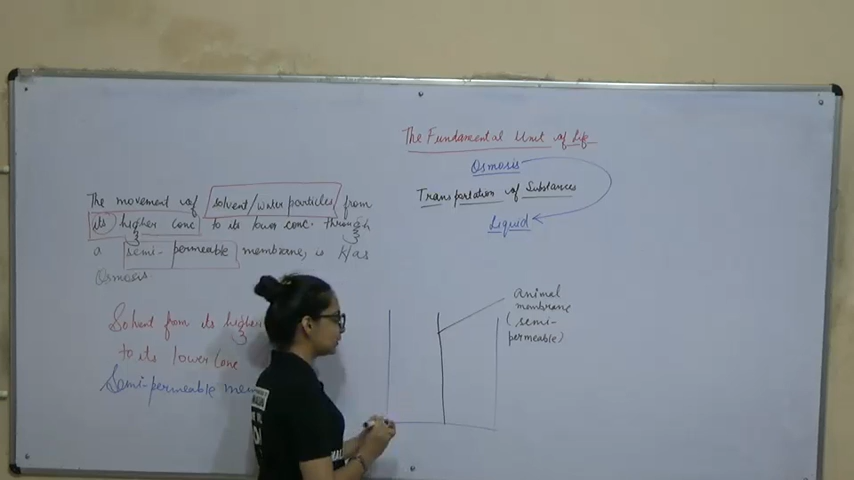 The Fundamental Unit of Life
Osmosis
Transportation of Substances
Liquid
The movement of solvent/water particles from
its higher conc to its lower conc. through
a semi-permeable membrane, is k/as
Osmosis
Solvent from its higher
to its lower conc
Semi-permeable mem
animal
membrane
(semi-
permeable)